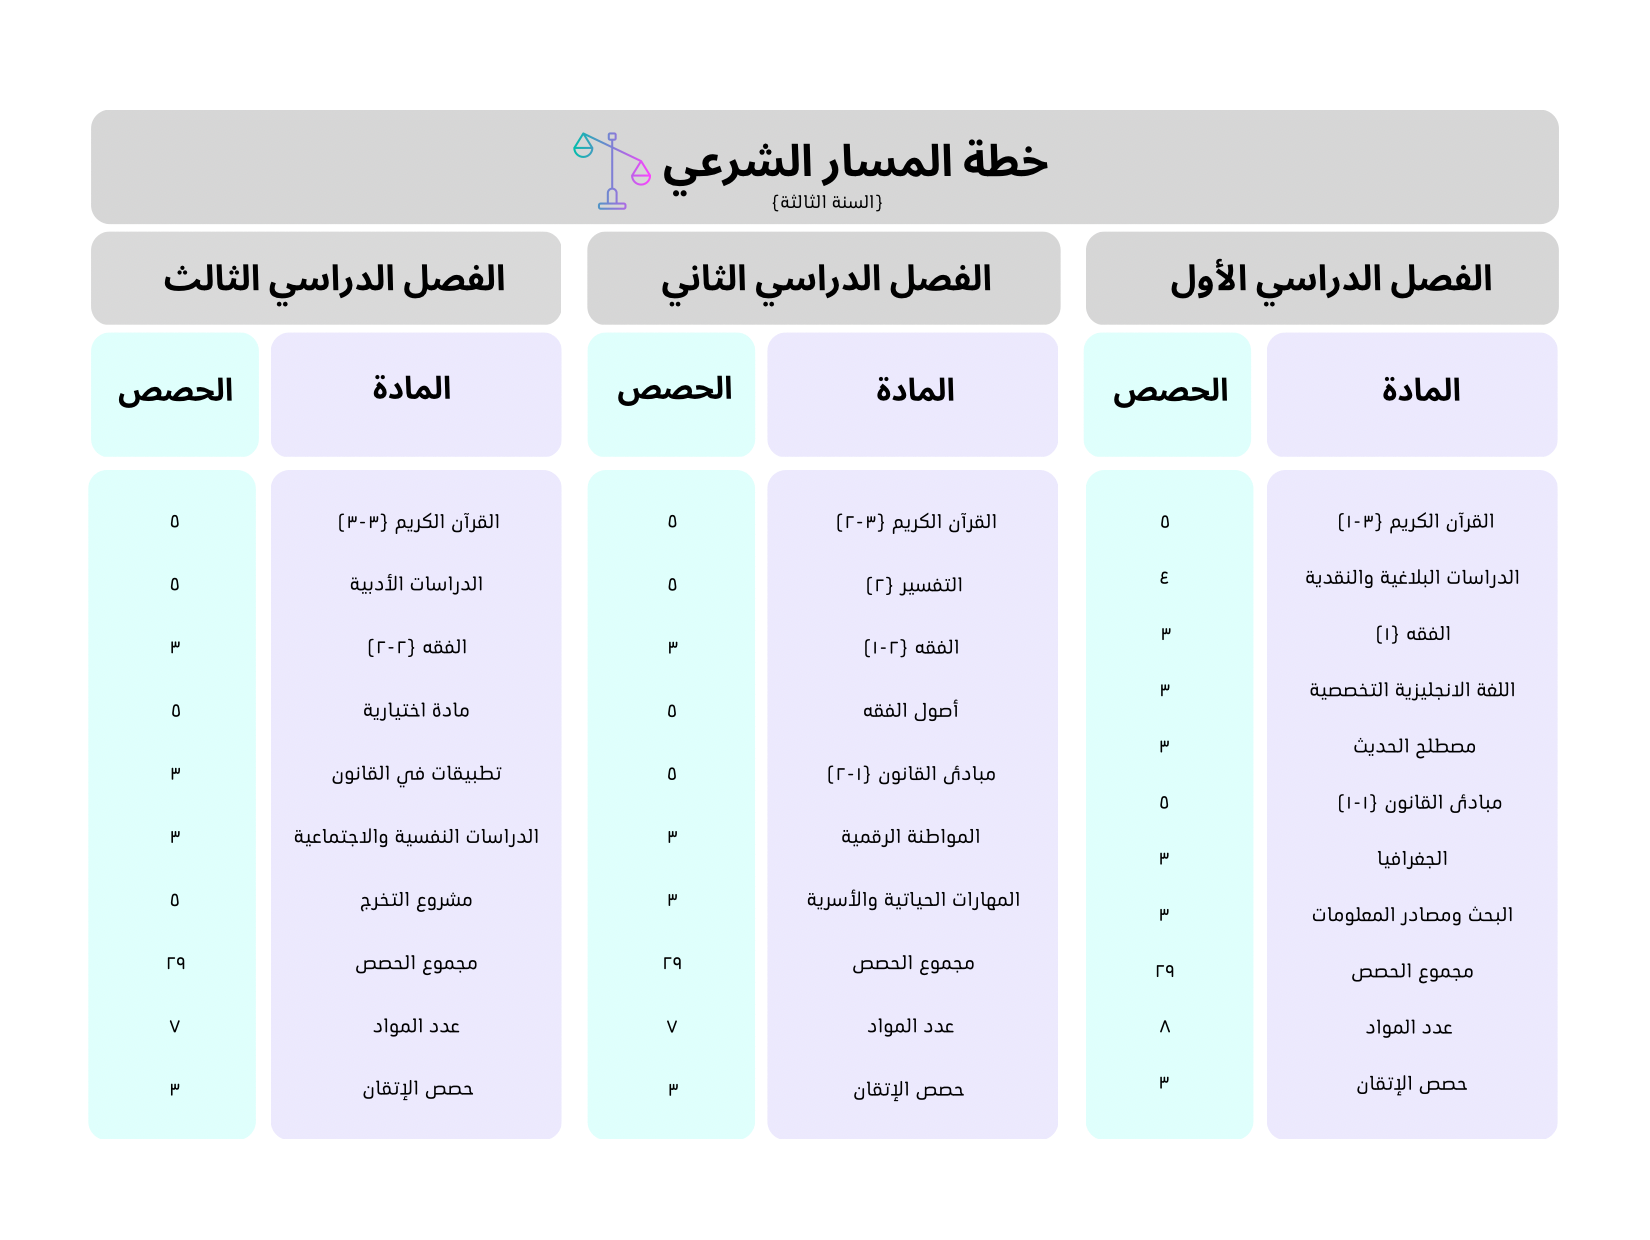 خطة المسار الشرعي
{السنة الثالثة}
الفصل الدراسي الأول
المادة الحصص
القرآن الكريم {٣-١} ٥
الدراسات البلاغية والنقدية ٤
الفقه {١} ٣
اللغة الانجليزية التخصصية ٣
مصطلح الحديث ٣
مبادئ القانون {١-١} ٥
الجغرافيا ٣
البحث ومصادر المعلومات ٣
مجموع الحصص ٢٩
عدد المواد ٨
حصص الإتقان ٣
الفصل الدراسي الثاني
المادة الحصص
القرآن الكريم {٣-٢} ٥
التفسير {٢} ٥
الفقه {٢-١} ٣
أصول الفقه ٥
مبادئ القانون {١-٢} ٥
المواطنة الرقمية ٣
المهارات الحياتية والأسرية ٣
مجموع الحصص ٢٩
عدد المواد ٧
حصص الإتقان ٣
الفصل الدراسي الثالث
المادة الحصص
القرآن الكريم {٣-٣} ٥
الدراسات الأدبية ٥
الفقه {٢-٢} ٣
مادة اختيارية ٥
تطبيقات في القانون ٣
الدراسات النفسية والاجتماعية ٣
مشروع التخرج ٥
مجموع الحصص ٢٩
عدد المواد ٧
حصص الإتقان ٣